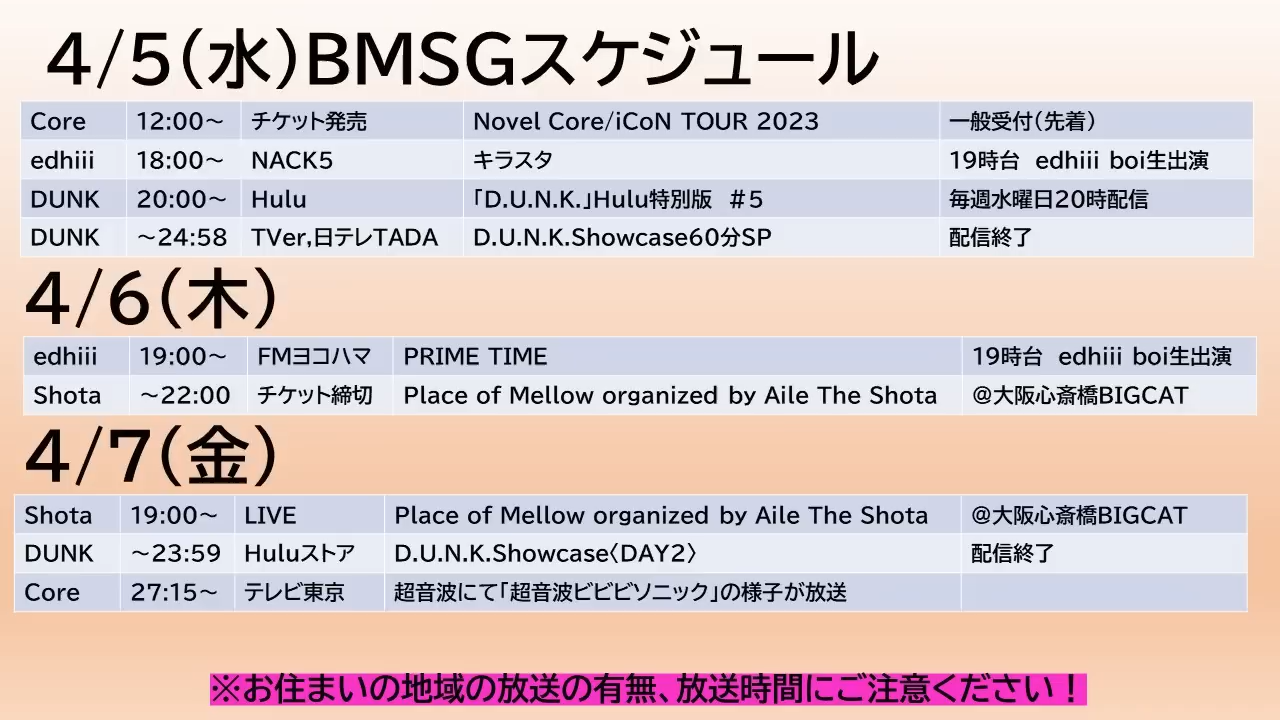 4/5(水)BMSGスケジュール
Core 12:00~ チケット発売 Novel Core/iCoN TOUR 2023 一般受付(先着)
edhiii 18:00~ NACK5 キラスタ 19時台 edhiii boi生出演
DUNK 20:00~ Hulu 「D.U.N.K.」Hulu特別版 #5 毎週水曜日20時配信
DUNK ~24:58 TVer,日テレTADA D.U.N.K.Showcase60分SP 配信終了
4/6(木)
edhiii 19:00~ FMヨコハマ PRIME TIME 19時台 edhiii boi生出演
Shota ~22:00 チケット締切 Place of Mellow organized by Aile The Shota @大阪心斎橋BIGCAT
4/7(金)
Shota 19:00~ LIVE Place of Mellow organized by Aile The Shota @大阪心斎橋BIGCAT
DUNK ~23:59 Huluストア D.U.N.K.Showcase〈DAY2〉 配信終了
Core 27:15~ テレビ東京 超音波にて「超音波ビビビソニック」の様子が放送
※お住まいの地域の放送の有無、放送時間にご注意ください!